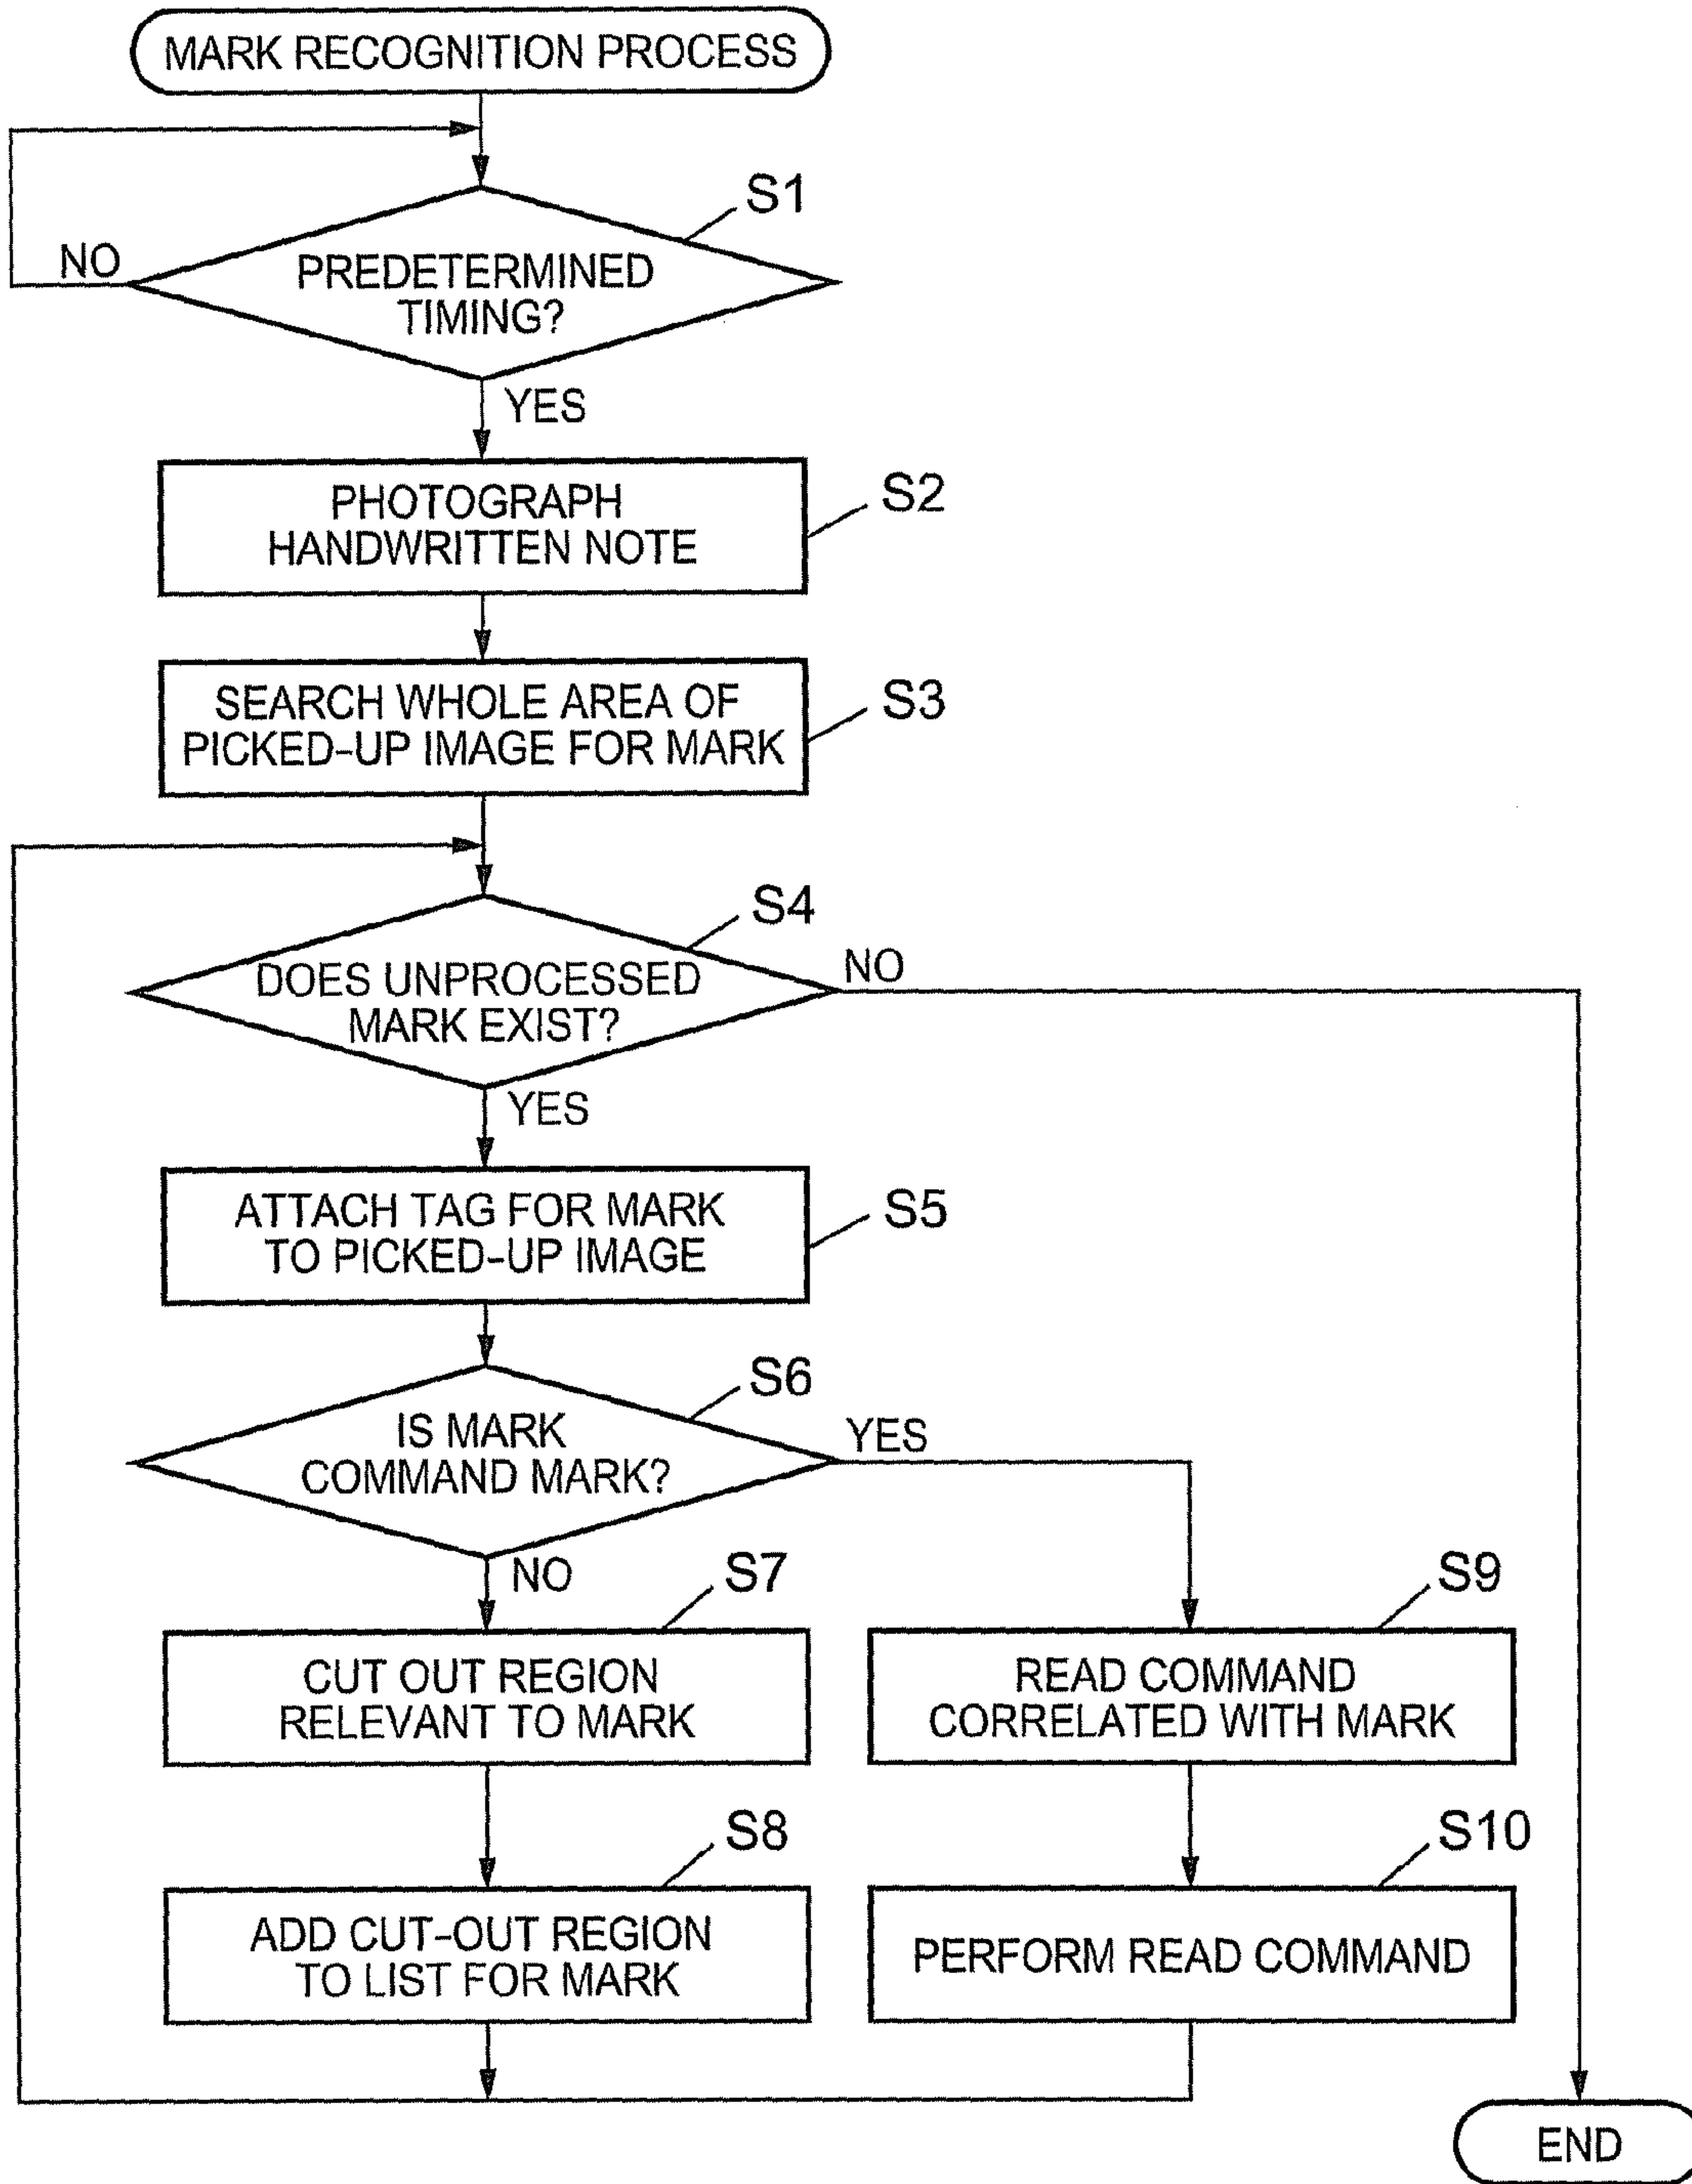 MARK RECOGNITION PROCESS
S1
NO
PREDETERMINED
TIMING?
YES
S2
PHOTOGRAPH
HANDWRITTEN NOTE
S3
SEARCH WHOLE AREA OF
PICKED-UP IMAGE FOR MARK
S4
NO
DOES UNPROCESSED
MARK EXIST?
YES
S5
ATTACH TAG FOR MARK
TO PICKED-UP IMAGE
S6
YES
IS MARK
COMMAND MARK?
NO
S7
CUT OUT REGION
RELEVANT TO MARK
S9
READ COMMAND
CORRELATED WITH MARK
S8
ADD CUT-OUT REGION
TO LIST FOR MARK
S10
PERFORM READ COMMAND
END